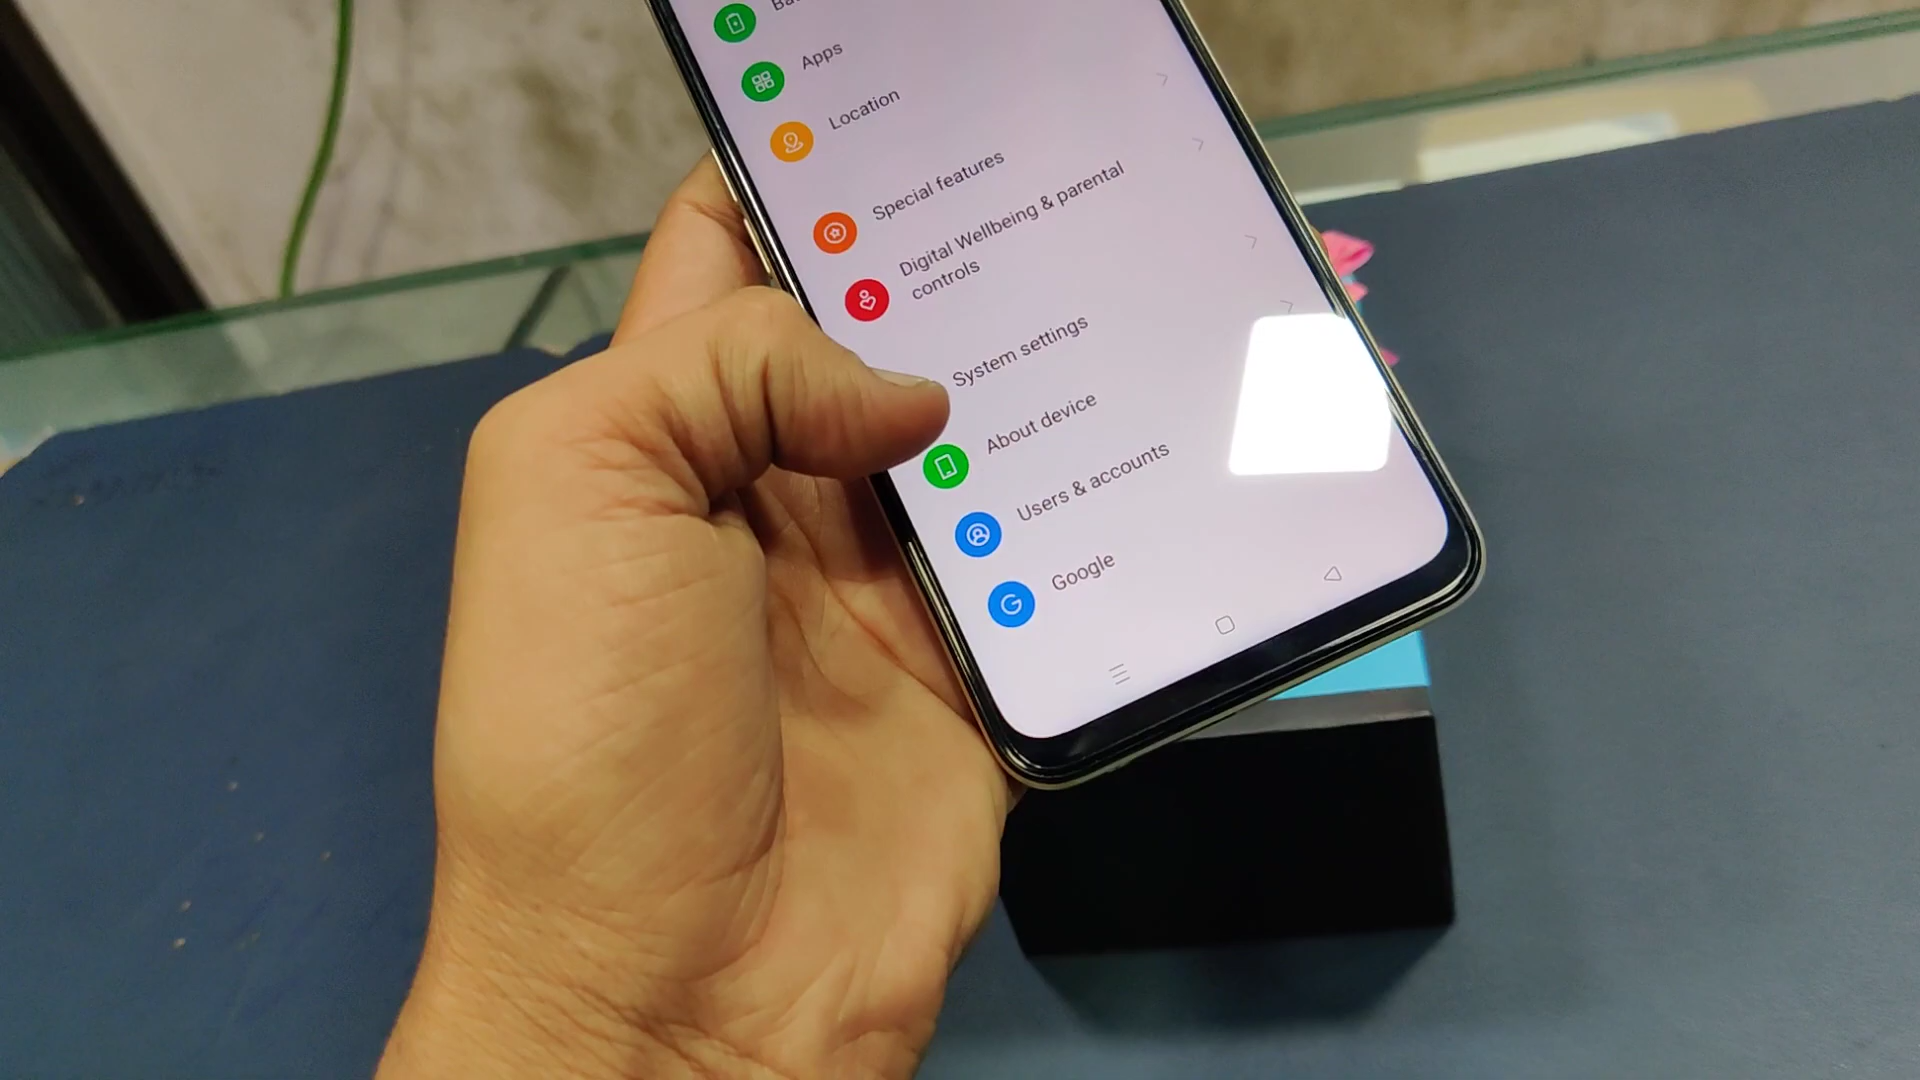 Apps
Location
Special features
Digital Wellbeing & parental
controls
System settings
About device
Users & accounts
Google